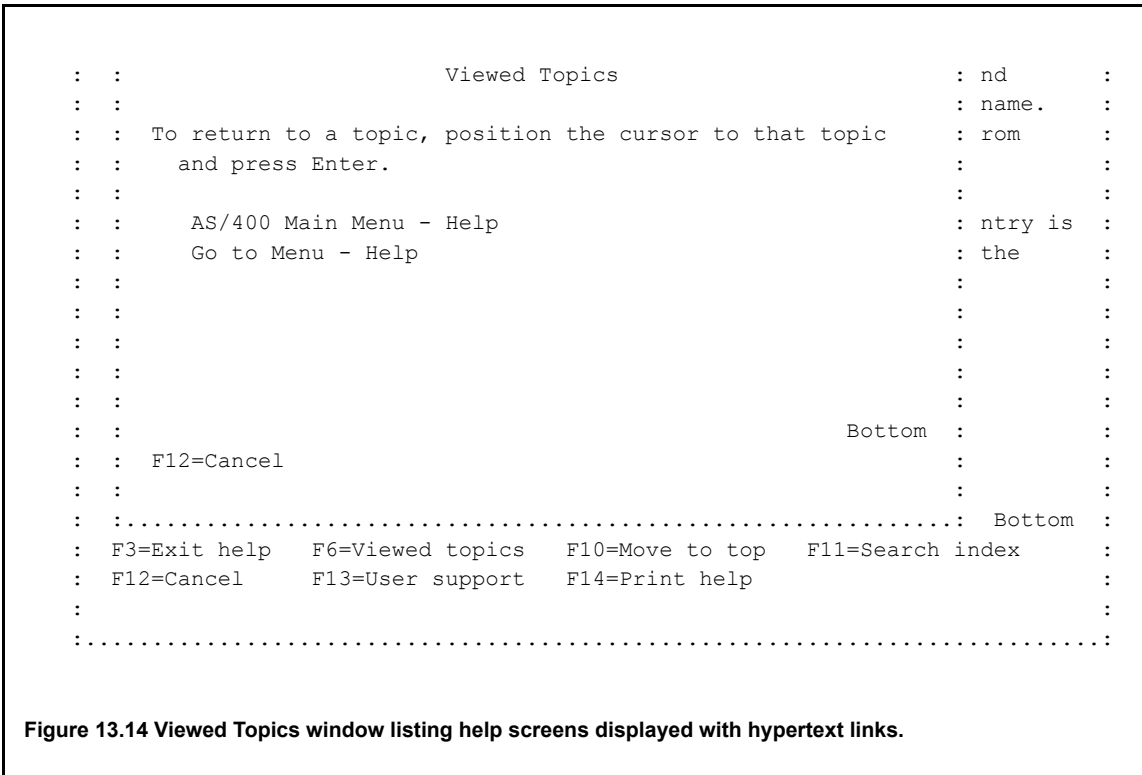 : : Viewed Topics : nd :
: : : name. :
: : To return to a topic, position the cursor to that topic : rom :
: : and press Enter. : :
: : : :
: : AS/400 Main Menu - Help : ntry is :
: : Go to Menu - Help : the :
: : : :
: : : :
: : : :
: : : :
: : : :
: : Bottom : :
: : F12=Cancel : :
: : : :
: :..............................................................: Bottom :
: F3=Exit help F6=Viewed topics F10=Move to top F11=Search index :
: F12=Cancel F13=User support F14=Print help :
: :
:............................................................................:
Figure 13.14 Viewed Topics window listing help screens displayed with hypertext links.